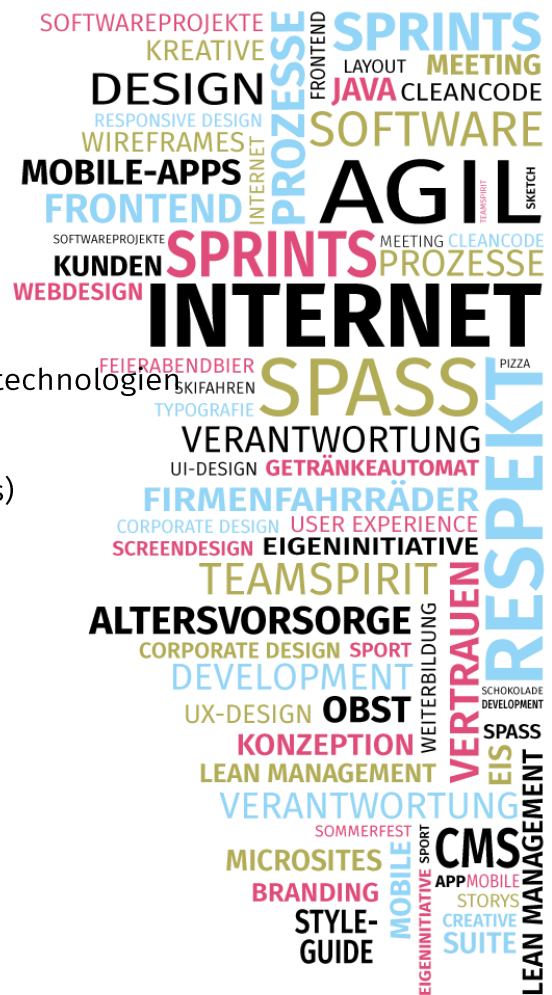 SOFTWAREPROJEKTE
KREATIVE
DESIGN
RESPONSIVE DESIGN
WIREFRAMES
MOBILE-APPS
FRONTEND
INTERNET
PROZESSE
FRONTEND
SPRINTS
LAYOUT MEETING
JAVA CLEANCODE
SOFTWARE
AGIL
TEAMSPIRIT
SKETCH
SOFTWAREPROJEKTE SPRINTS MEETING CLEANCODE
KUNDEN PROZESSE
WEBDESIGN INTERNET
FEIERABENDBIER SPASS PIZZA
technologien
SKIFAHREN
TYPOGRAFIE
RESPEKT
VERANTWORTUNG
UI-DESIGN GETRÄNKEAUTOMAT
s)
FIRMENFAHRRÄDER
CORPORATE DESIGN USER EXPERIENCE
SCREENDESIGN EIGENINITIATIVE
TEAMSPIRIT
ALTERSVORSORGE
CORPORATE DESIGN SPORT
DEVELOPMENT
UX-DESIGN OBST
KONZEPTION
LEAN MANAGEMENT
WEITERBILDUNG
VERTRAUEN
SCHOKOLADE
DEVELOPMENT
SPASS
EIS
LEAN MANAGEMENT
VERANTWORTUNG
SOMMERFEST
MICROSITES
BRANDING
STYLE-
GUIDE
MOBILE
SPORT
EIGENINITIATIVE
CMS
APPMOBILE
STORYS
CREATIVE
SUITE